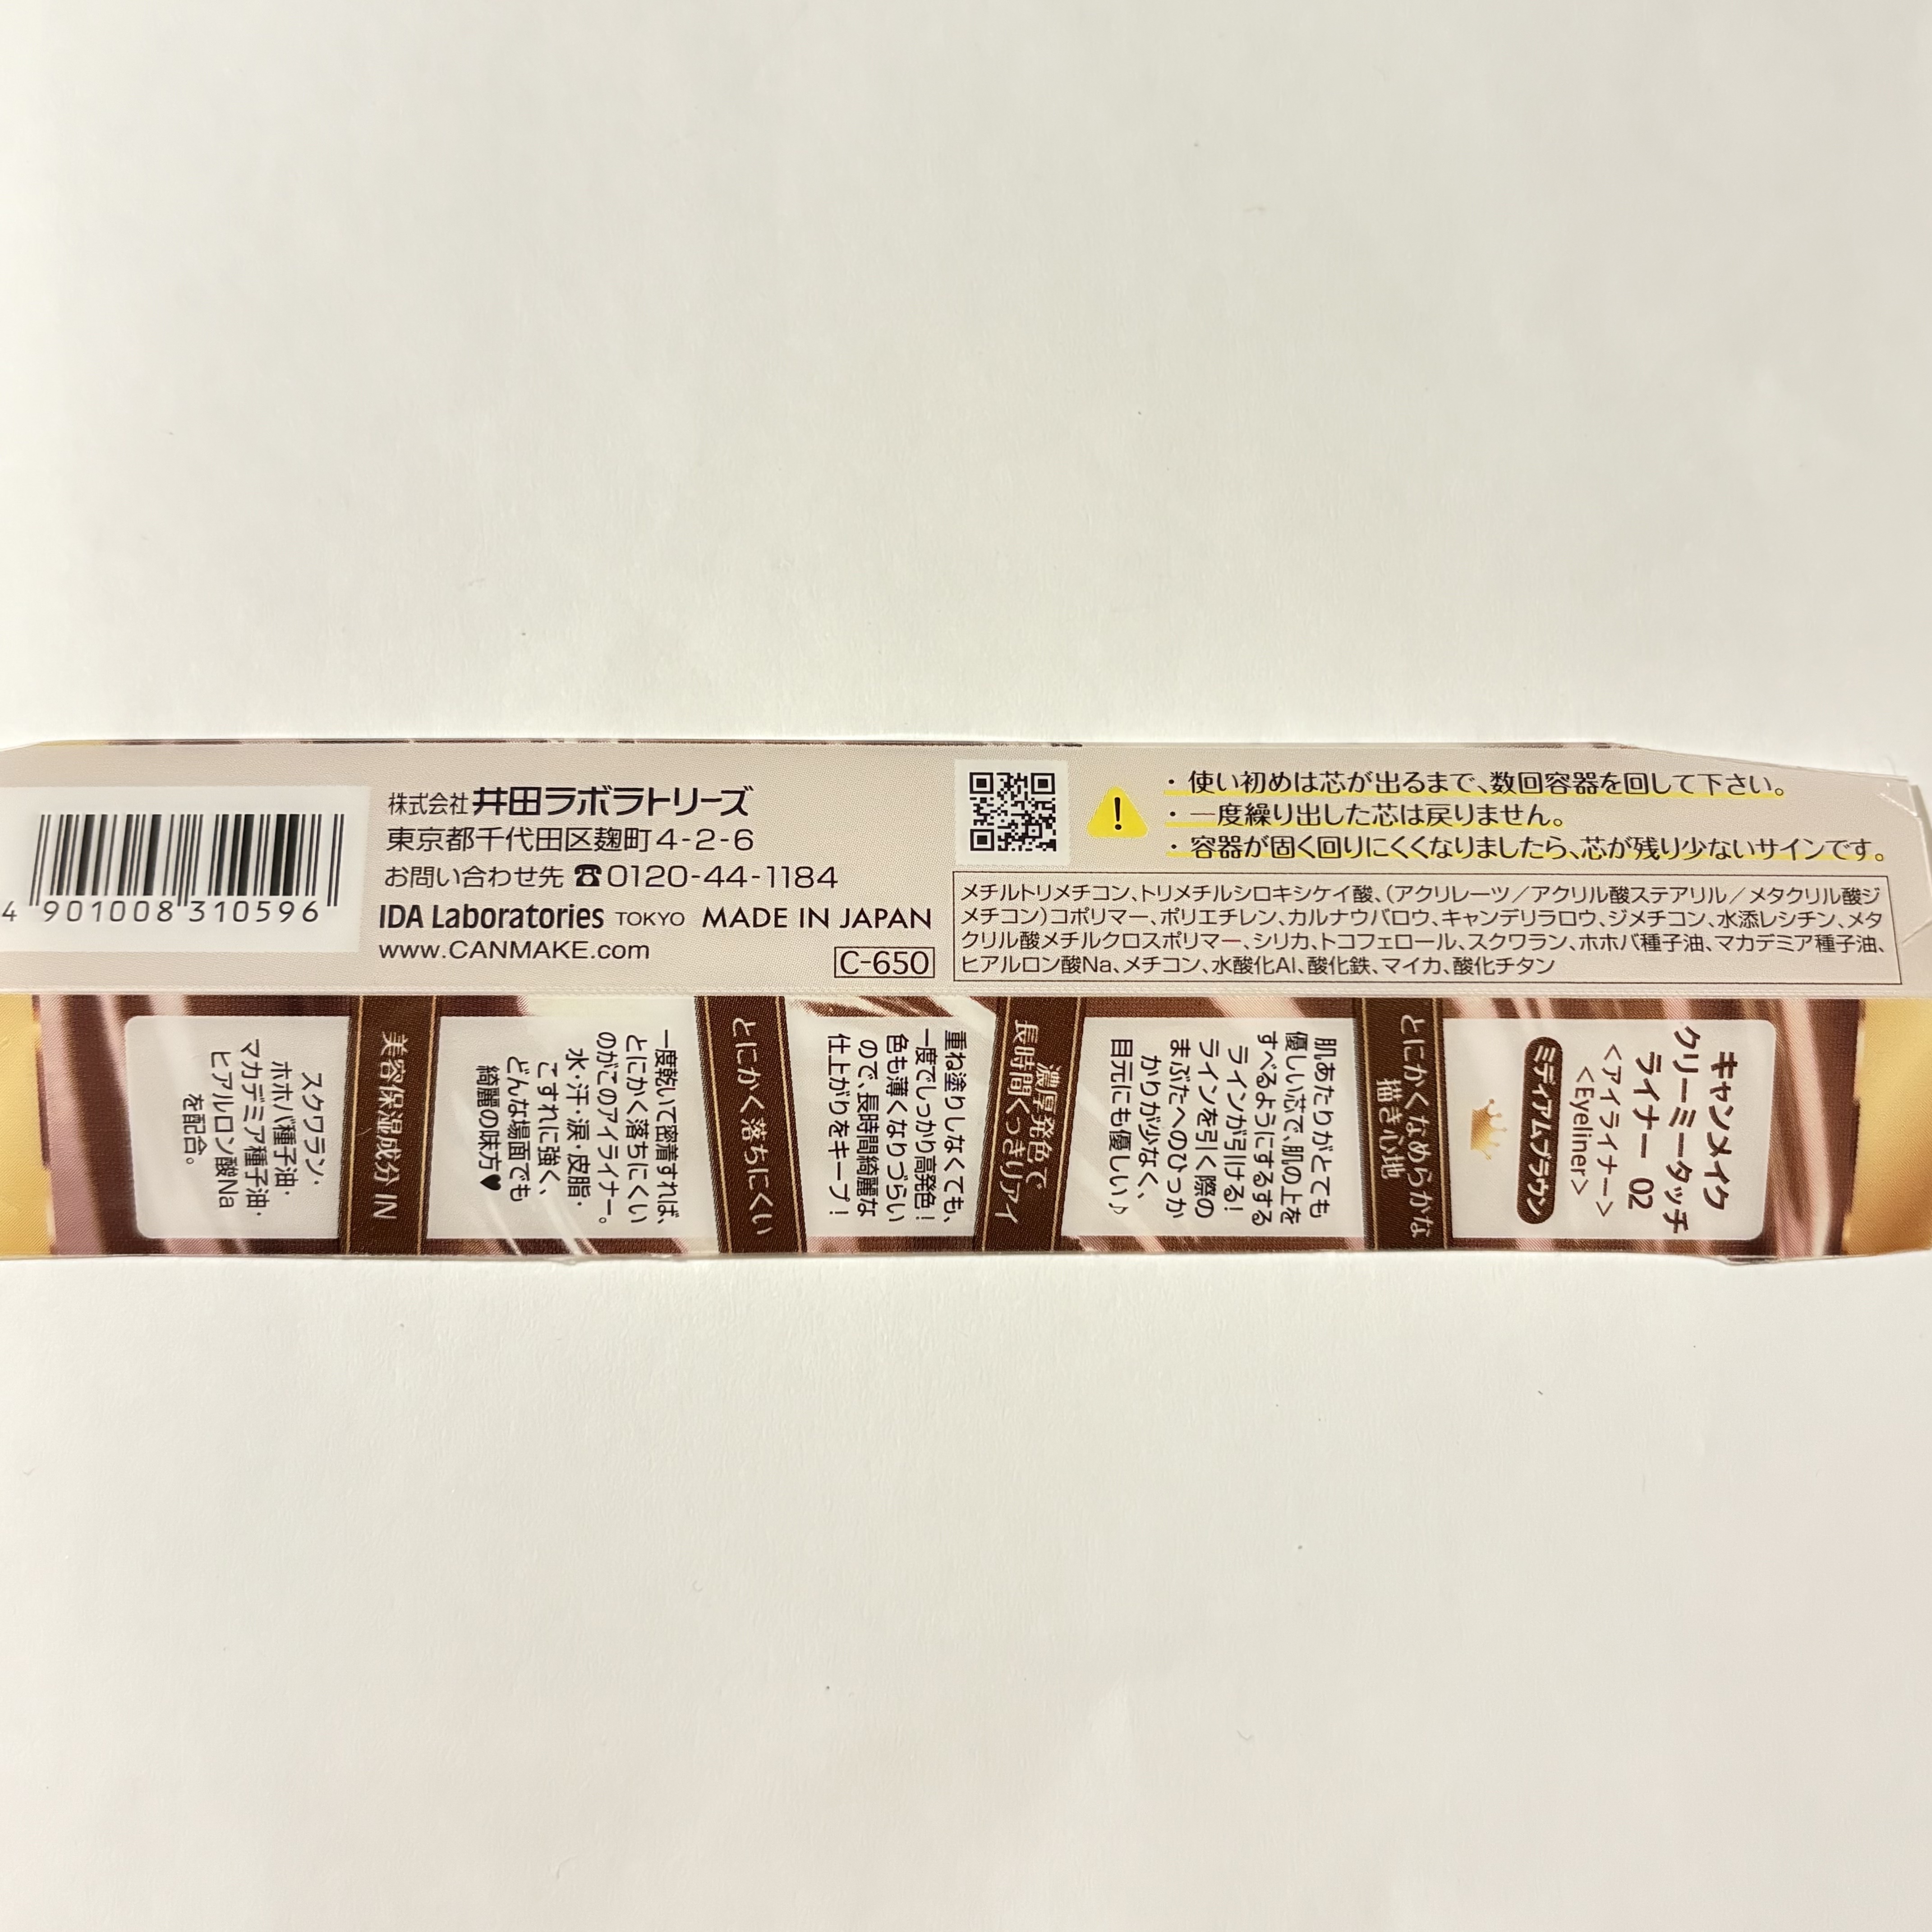 4 901008 310596
株式会社 井田ラボラトリーズ
東京都千代田区麹町4-2-6
お問い合わせ先 ☎0120-44-1184
IDA Laboratories TOKYO MADE IN JAPAN
www.CANMAKE.com
C-650
・使い初めは芯が出るまで、数回容器を回して下さい。
・一度繰り出した芯は戻りません。
・容器が固く回りにくくなりましたら、芯が残り少ないサインです。
メチルトリメチコン、トリメチルシロキシケイ酸、(アクリレーツ／アクリル酸ステアリル／メタクリル酸ジ
メチコン)コポリマー、ポリエチレン、カルナウバロウ、キャンデリラロウ、ジメチコン、水添レシチン、メタ
クリル酸メチルクロスポリマー、シリカ、トコフェロール、スクワラン、ホホバ種子油、マカデミア種子油、
ヒアルロン酸Na、メチコン、水酸化Al、酸化鉄、マイカ、酸化チタン
キャンメイク
クリーミータッチ
ライナー 02
<アイライナー>
<Eyeliner>
ミディアムブラウン
とにかくなめらかな
描き心地
肌あたりがとても
優しい芯で、肌の上を
すべるようにするする
ラインが引ける!
ラインを引く際の
まぶたへのひっか
かりが少なく、
目元にも優しい♪
濃厚発色で
長時間くっきりアイ
重ね塗りしなくても、
一度でしっかり高発色!
色も薄くなりづらい
ので、長時間綺麗な
仕上がりをキープ!
とにかく落ちにくい
一度乾いて密着すれば、
とにかく落ちにくい
のがこのアイライナー。
水・汗・涙・皮脂・
こすれに強く、
どんな場面でも
綺麗の味方♥
美容保湿成分 IN
スクワラン・
ホホバ種子油・
マカデミア種子油・
ヒアルロン酸Na
を配合。